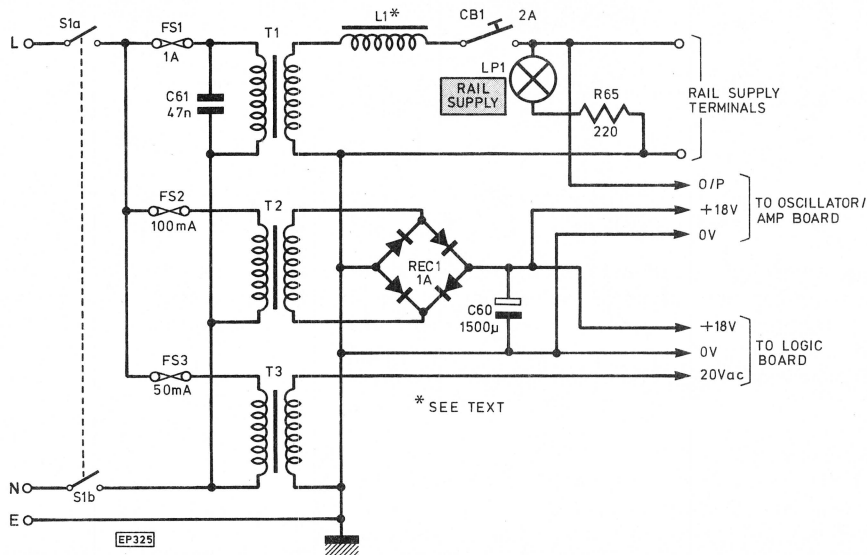 S1a
L
FS1
1A
C61
47n
T1
L1*
CB1
2A
LP1
RAIL
SUPPLY
R65
220
RAIL SUPPLY
TERMINALS
O/P
+18V
0V
TO OSCILLATOR/
AMP BOARD
FS2
100mA
T2
REC1
1A
C60
1500µ
+18V
0V
20Vac
TO LOGIC
BOARD
FS3
50mA
T3
* SEE TEXT
N
S1b
E
EP325